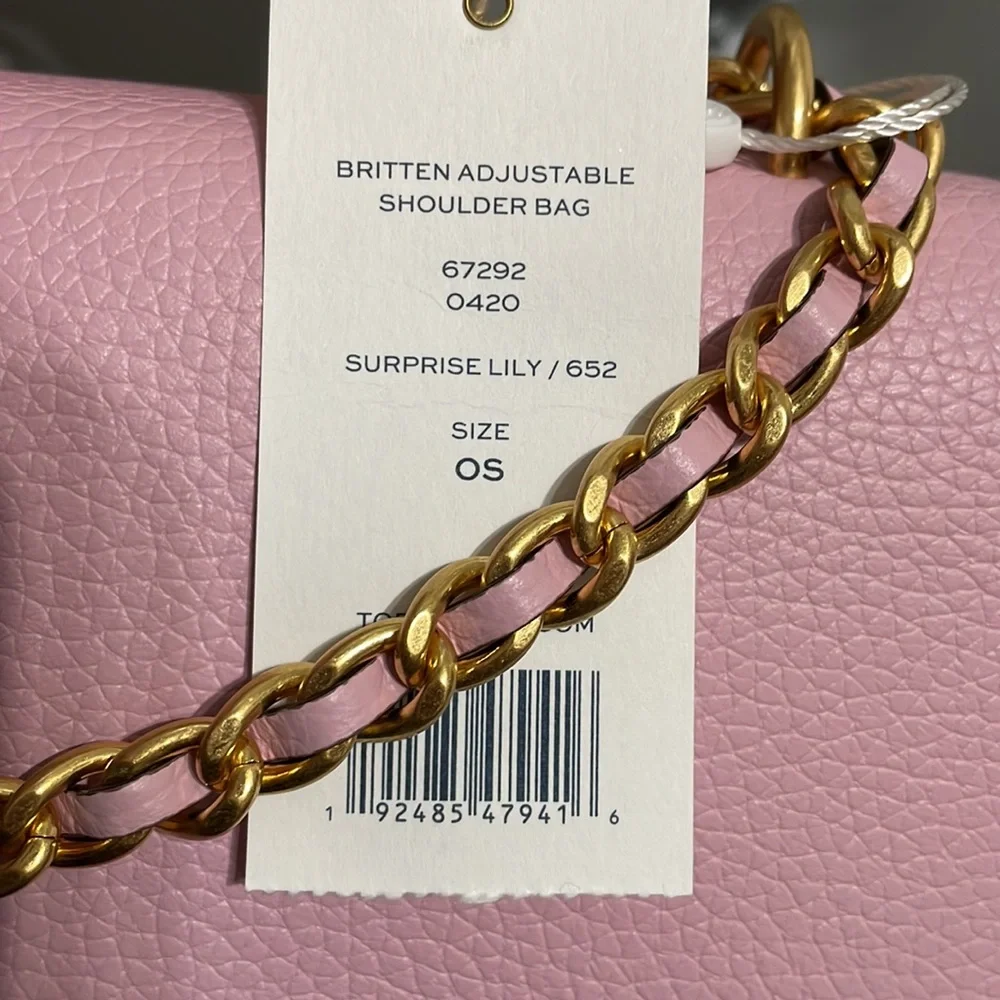 BRITTEN ADJUSTABLE
SHOULDER BAG
67292
0420
SURPRISE LILY / 652
SIZE
OS
1 92485 47941 6